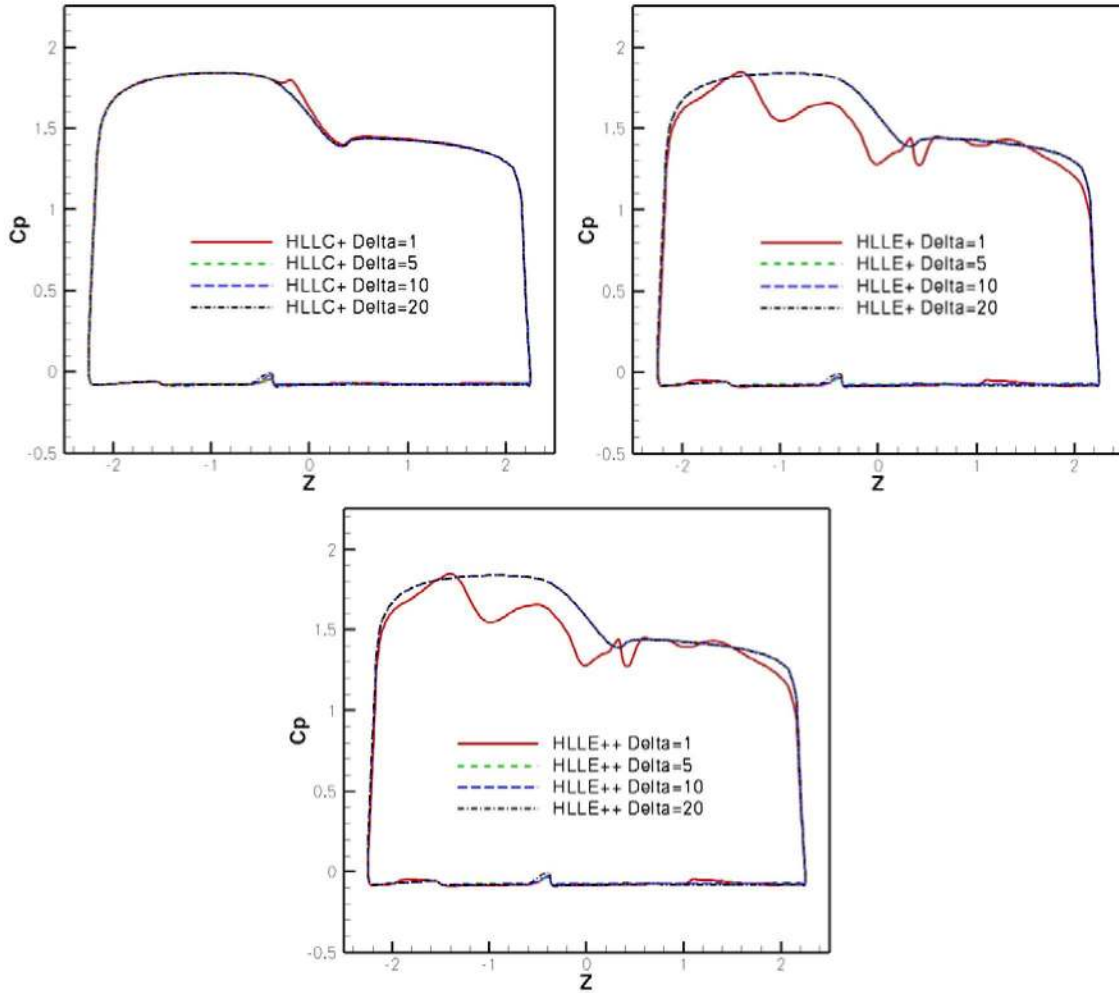 2
1.5
1
0.5
0
-0.5
Cp
HLLC+ Delta=1
HLLC+ Delta=5
HLLC+ Delta=10
HLLC+ Delta=20
-2 -1 0 1 2
Z
2
1.5
1
0.5
0
-0.5
Cp
HLLE+ Delta=1
HLLE+ Delta=5
HLLE+ Delta=10
HLLE+ Delta=20
-2 -1 0 1 2
Z
2
1.5
1
0.5
0
-0.5
Cp
HLLE++ Delta=1
HLLE++ Delta=5
HLLE++ Delta=10
HLLE++ Delta=20
-2 -1 0 1 2
Z